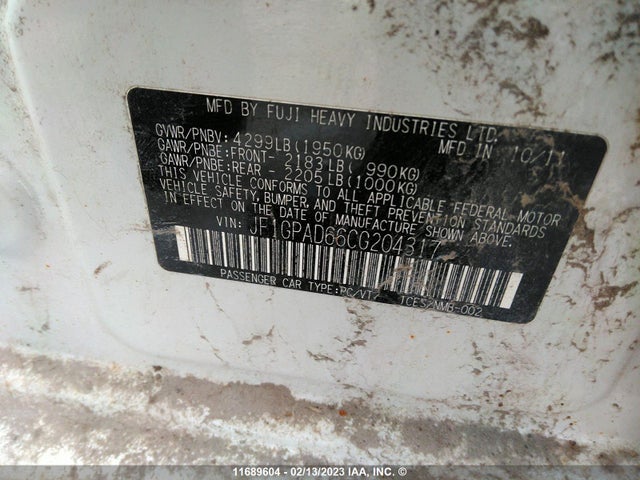 MFD BY FUJI HEAVY INDUSTRIES LTD.
GVWR/PNBV: 4299LB(1950KG) MFD IN 10/11
GAWR/PNBE:FRONT- 2183LB( 990KG)
GAWR/PNBE:REAR - 2205LB(1000KG)
THIS VEHICLE CONFORMS TO ALL APPLICABLE FEDERAL MOTOR
VEHICLE SAFETY, BUMPER, AND THEFT PREVENTION STANDARDS
IN EFFECT ON THE DATE OF MANUFACTURE SHOWN ABOVE.
VIN: JF1GPAD66CG204317
PASSENGER CAR TYPE:PC/VT/
11689604 - 02/13/2023 IAA, INC. ©